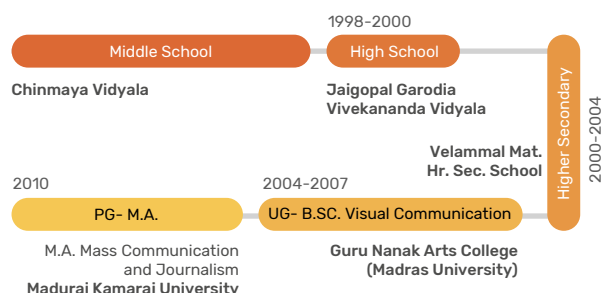 1998-2000
Middle School
High School
Chinmaya Vidyala
Jaigopal Garodia
Vivekananda Vidyala
Higher Secondary
2000-2004
Velammal Mat.
Hr. Sec. School
2004-2007
2010
UG- B.SC. Visual Communication
PG- M.A.
Guru Nanak Arts College
(Madras University)
M.A. Mass Communication
and Journalism
Madurai Kamarai University